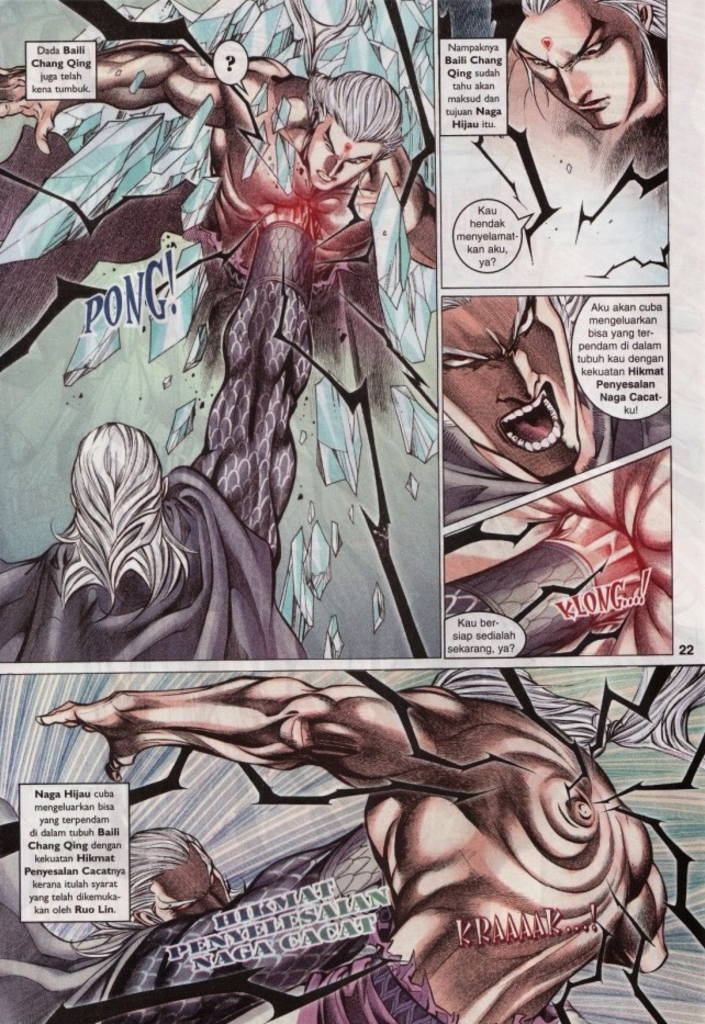 Dada Baili
Chang Qing
juga telah
kena tumbuk.
?
PONG!
Nampaknya
Baili Chang
Qing sudah
tahu akan
maksud dan
tujuan Naga
Hijau itu.
Kau
hendak
menyelamat-
kan aku,
ya?
Aku akan cuba
mengeluarkan
bisa yang ter-
pendam di dalam
tubuh kau dengan
kekuatan Hikmat
Penyesalan
Naga Cacat-
ku!
KLONG...!
Kau ber-
siap sedialah
sekarang, ya?
22
Naga Hijau cuba
mengeluarkan bisa
yang terpendam
di dalam tubuh Baili
Chang Qing dengan
kekuatan Hikmat
Penyesalan Cacatnya
kerana itulah syarat
yang telah dikemuka-
kan oleh Ruo Lin.
HIKMAT
PENYELESAIAN
NAGA CACAT
KRAAAAK...!